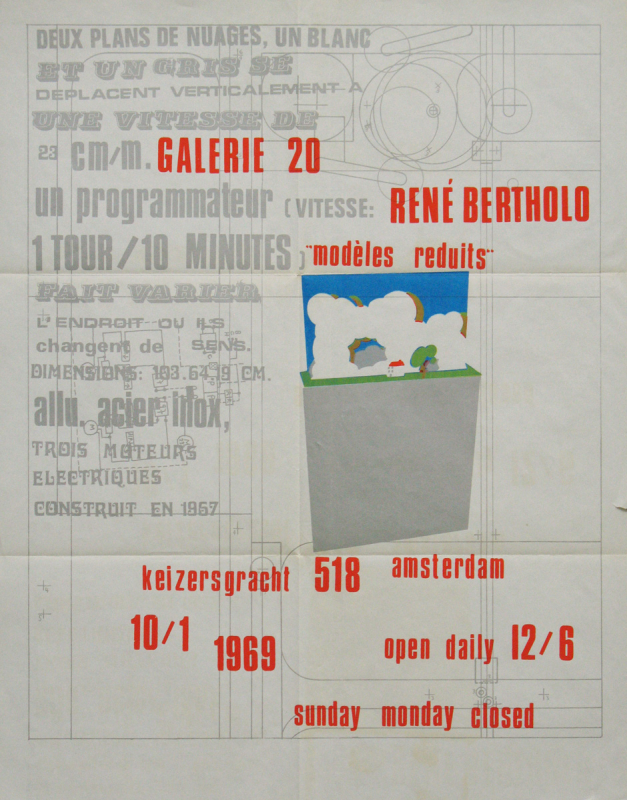 DEUX PLANS DE NUAGES, UN BLANC
ET UN GRIS SE
DEPLACENT VERTICALEMENT A
UNE VITESSE DE
23 cm/m. GALERIE 20
un programmateur (VITESSE: RENÉ BERTHOLO
1 TOUR/10 MINUTES) "modèles reduits"
FAIT VARIER
L'ENDROIT OU ILS
changent de SENS.
DIMENSIONS: 103.64.19 CM.
allu. acier inox,
TROIS MOTEURS
ELECTRIQUES
CONSTRUIT EN 1967
keizersgracht 518 amsterdam
10/1 1969
open daily 12/6
sunday monday closed